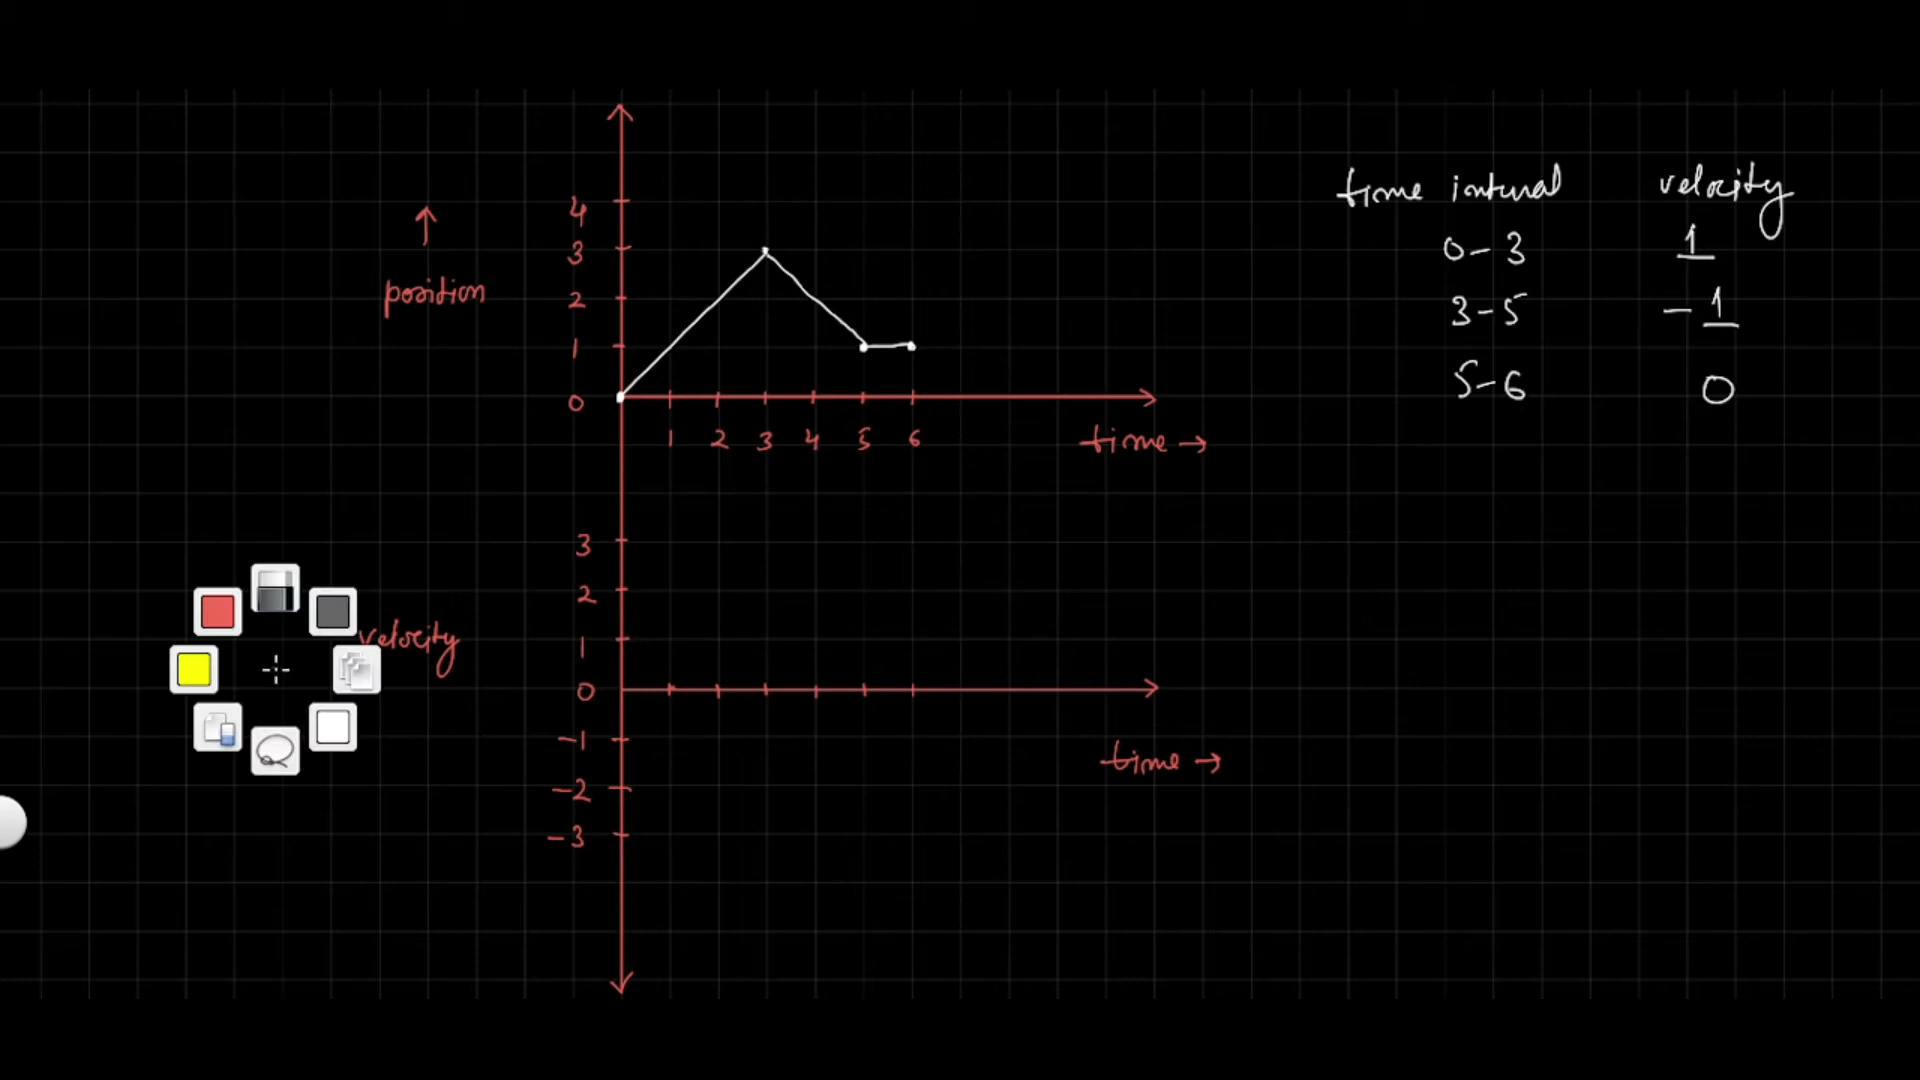 time interval velocity
0-3 1
3-5 -1
5-6 0
↑
position
4
3
2
1
0
1 2 3 4 5 6
time →
velocity
3
2
1
0
-1
-2
-3
time →